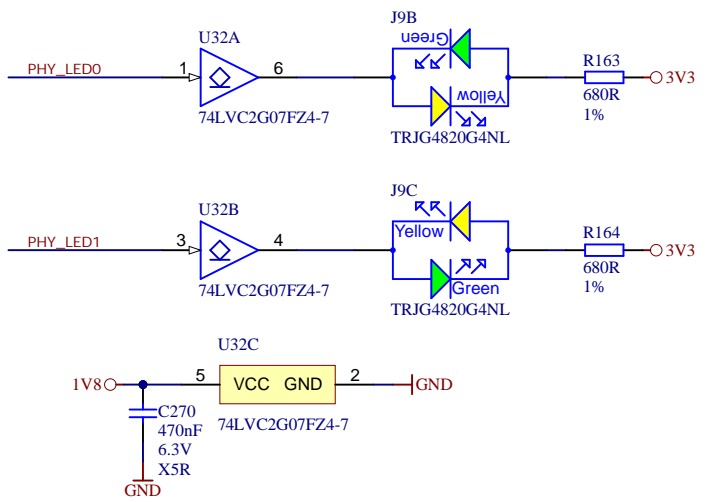 U32A
J9B
Green
PHY_LED0
1
6
R163
3V3
Yellow
680R
1%
74LVC2G07FZ4-7
TRJG4820G4NL
U32B
J9C
Yellow
PHY_LED1
3
4
R164
3V3
680R
1%
Green
74LVC2G07FZ4-7
TRJG4820G4NL
U32C
1V8
5
VCC GND
2
GND
C270
470nF
6.3V
X5R
74LVC2G07FZ4-7
GND